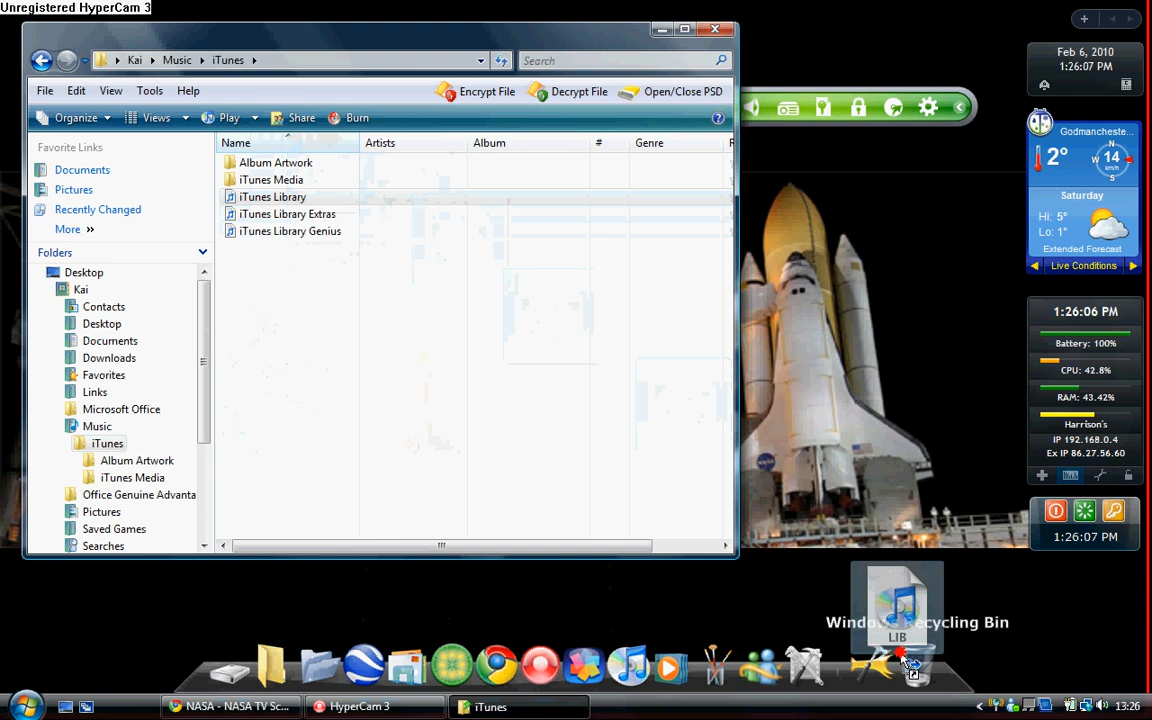 Unregistered HyperCam 3
Kai
Music
iTunes
Search
File Edit View Tools Help
Encrypt File
Decrypt File
Open/Close PSD
Organize
Views
Play
Share
Burn
Favorite Links
Documents
Pictures
Recently Changed
More »
Folders
Desktop
Kai
Contacts
Desktop
Documents
Downloads
Favorites
Links
Microsoft Office
Music
iTunes
Album Artwork
iTunes Media
Office Genuine Advanta
Pictures
Saved Games
Searches
Name Artists Album # Genre
Album Artwork
iTunes Media
iTunes Library
iTunes Library Extras
iTunes Library Genius
Feb 6, 2010
1:26:07 PM
Godmancheste...
2°
N
W 14
km/h
S
Saturday
Hi: 5°
Lo: 1°
Extended Forecast
Live Conditions
1:26:06 PM
Battery: 100%
CPU: 42.8%
RAM: 43.42%
Harrison's
IP 192.168.0.4
Ex IP 86.27.56.60
1:26:07 PM
LIB
NASA - NASA TV Sc...
HyperCam 3
iTunes
13:26